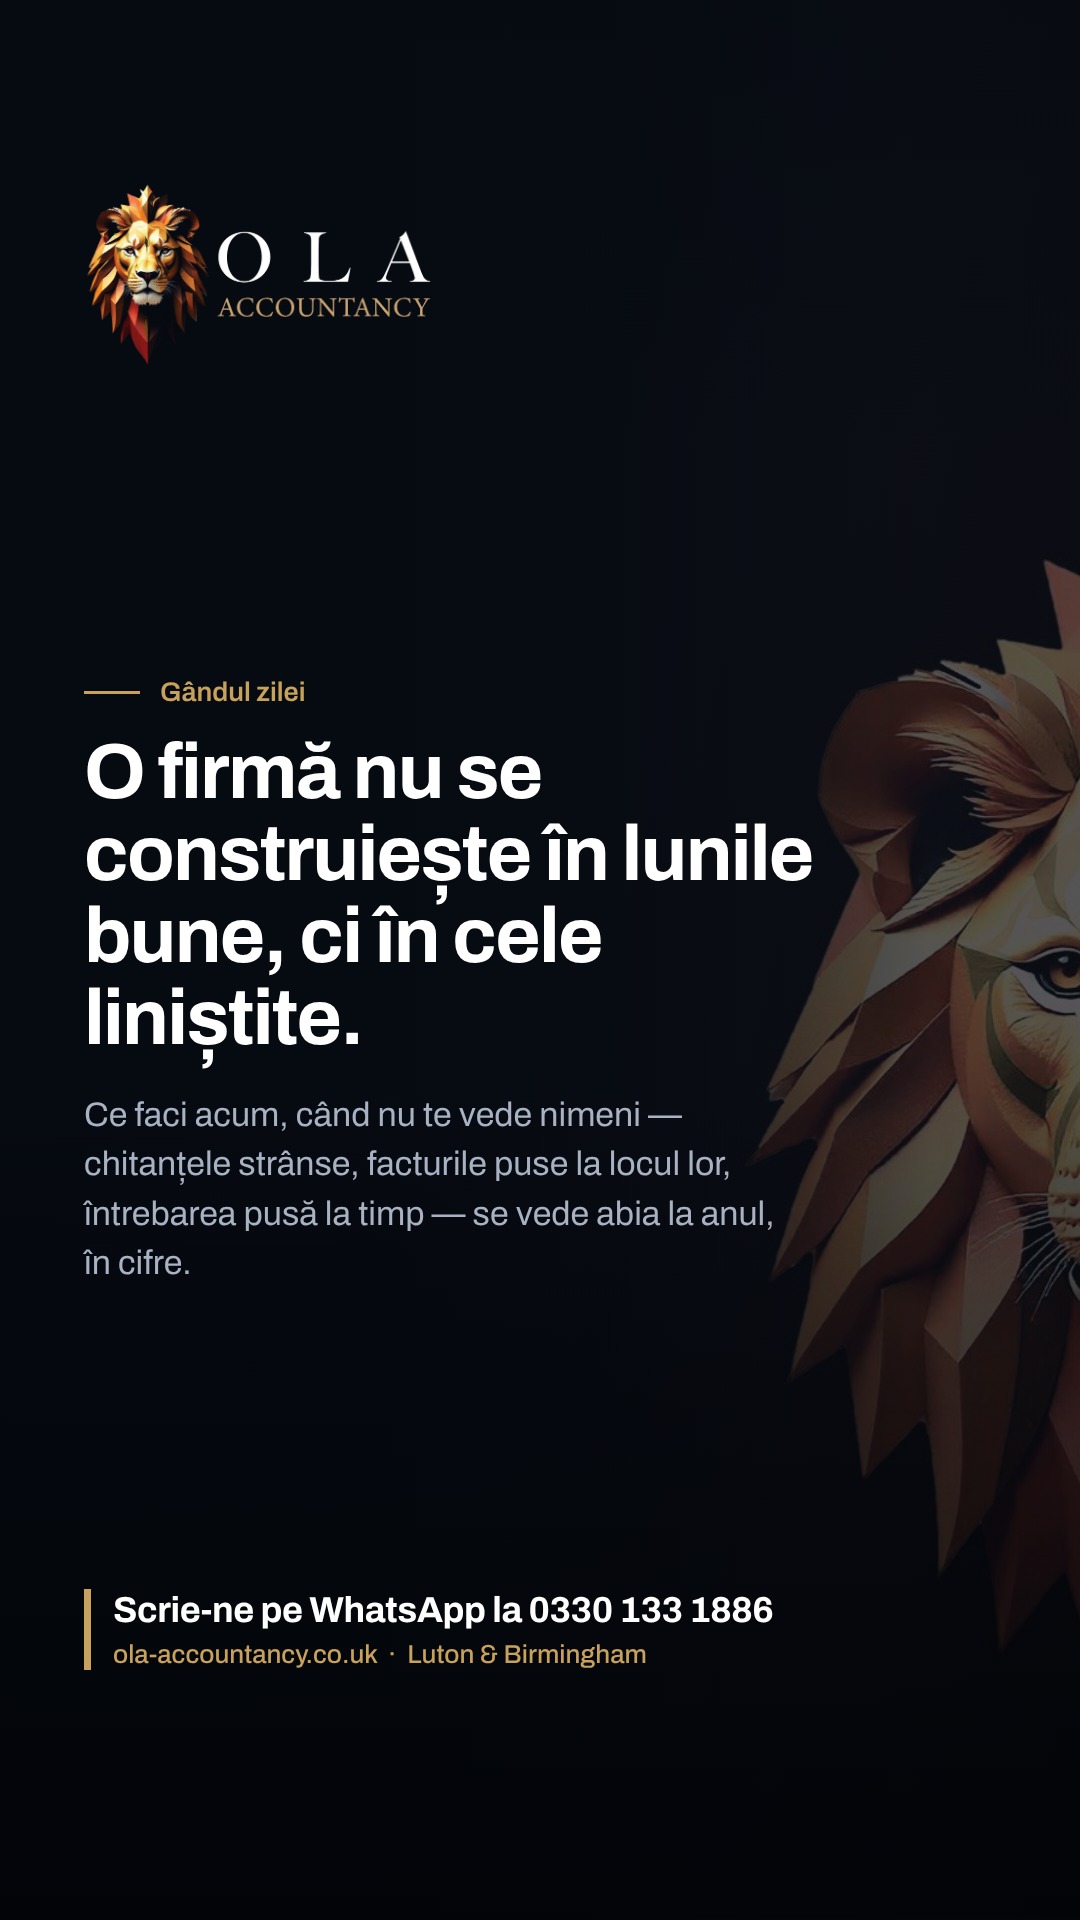 OLA
ACCOUNTANCY
Gândul zilei
O firmă nu se
construiește în lunile
bune, ci în cele
liniștite.
Ce faci acum, când nu te vede nimeni —
chitanțele strânse, facturile puse la locul lor,
întrebarea pusă la timp — se vede abia la anul,
în cifre.
Scrie-ne pe WhatsApp la 0330 133 1886
ola-accountancy.co.uk · Luton & Birmingham